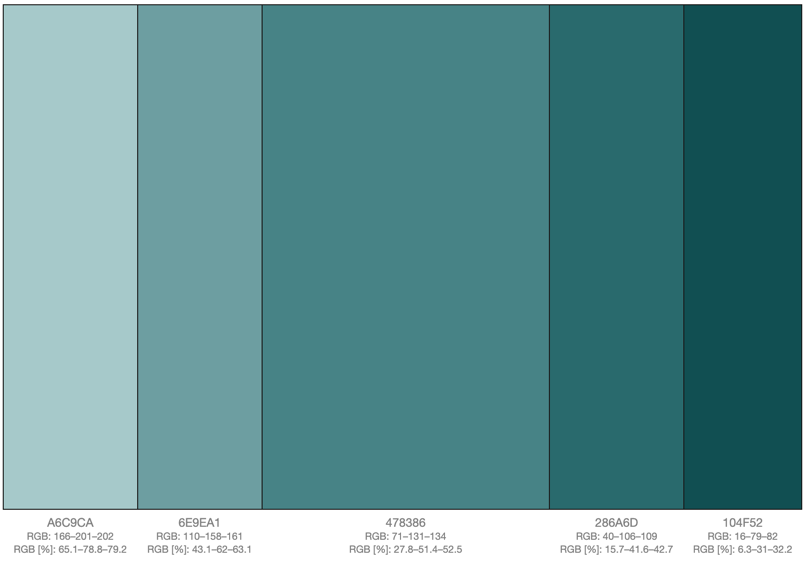 A6C9CA
RGB: 166–201–202
RGB [%]: 65.1–78.8–79.2
6E9EA1
RGB: 110–158–161
RGB [%]: 43.1–62–63.1
478386
RGB: 71–131–134
RGB [%]: 27.8–51.4–52.5
286A6D
RGB: 40–106–109
RGB [%]: 15.7–41.6–42.7
104F52
RGB: 16–79–82
RGB [%]: 6.3–31–32.2